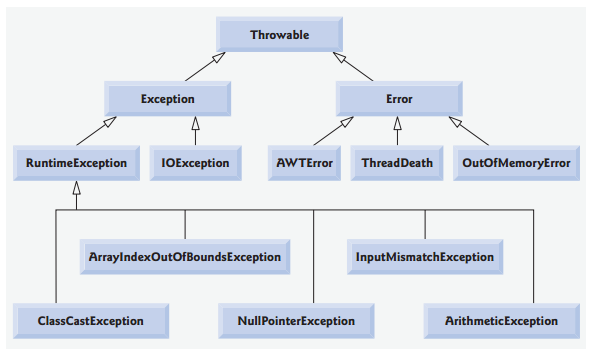 Throwable
Exception
Error
RuntimeException
IOException
AWTError
ThreadDeath
OutOfMemoryError
ArrayIndexOutOfBoundsException
InputMismatchException
ClassCastException
NullPointerException
ArithmeticException